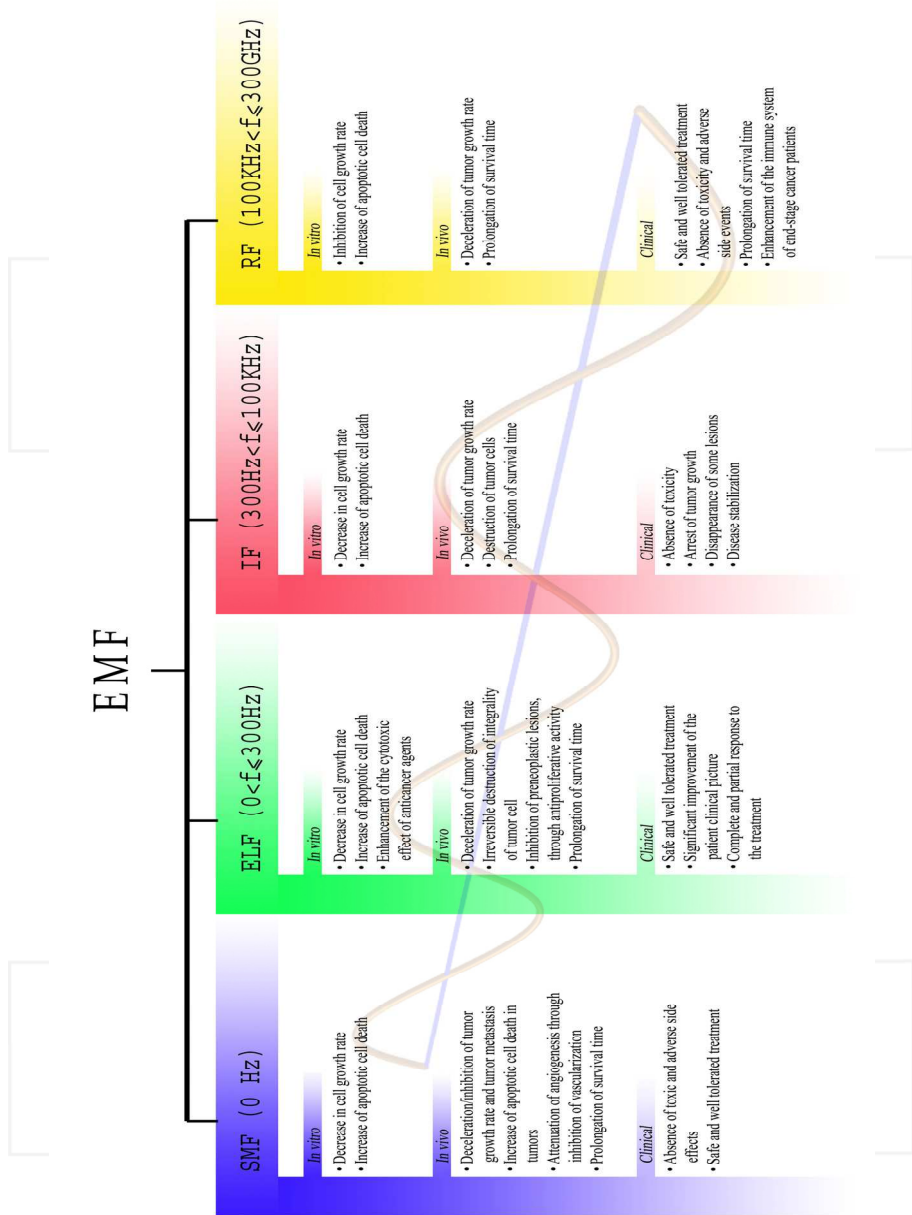 EMF
SMF (0 Hz)
In vitro
• Decrease in cell growth rate
• Increase of apoptotic cell death
In vivo
• Deceleration/inhibition of tumor
growth rate and tumor metastasis
• Increase of apoptotic cell death in
tumors
• Attenuation of angiogenesis through
inhibition of vascularization
• Prolongation of survival time
Clinical
• Absence of toxic and adverse side
effects
• Safe and well tolerated treatment
ELF (0<f⩽300Hz)
In vitro
• Decrease in cell growth rate
• Increase of apoptotic cell death
• Enhancement of the cytotoxic
effect of anticancer agents
In vivo
• Deceleration of tumor growth rate
• Irreversible destruction of integrality
of tumor cell
• Inhibition of preneoplastic lesions,
through antiproliferative activity
• Prolongation of survival time
Clinical
• Safe and well tolerated treatment
• Significant improvement of the
patient clinical picture
• Complete and partial response to
the treatment
IF (300Hz<f⩽100KHz)
In vitro
• Decrease in cell growth rate
• increase of apoptotic cell death
In vivo
• Deceleration of tumor growth rate
• Destruction of tumor cells
• Prolongation of survival time
Clinical
• Absence of toxicity
• Arrest of tumor growth
• Disappearance of some lesions
• Disease stabilization
RF (100KHz<f⩽300GHz)
In vitro
• Inhibition of cell growth rate
• Increase of apoptotic cell death
In vivo
• Deceleration of tumor growth rate
• Prolongation of survival time
Clinical
• Safe and well tolerated treatment
• Absence of toxicity and adverse
side events
• Prolongation of survival time
• Enhancement of the immune system
of end-stage cancer patients